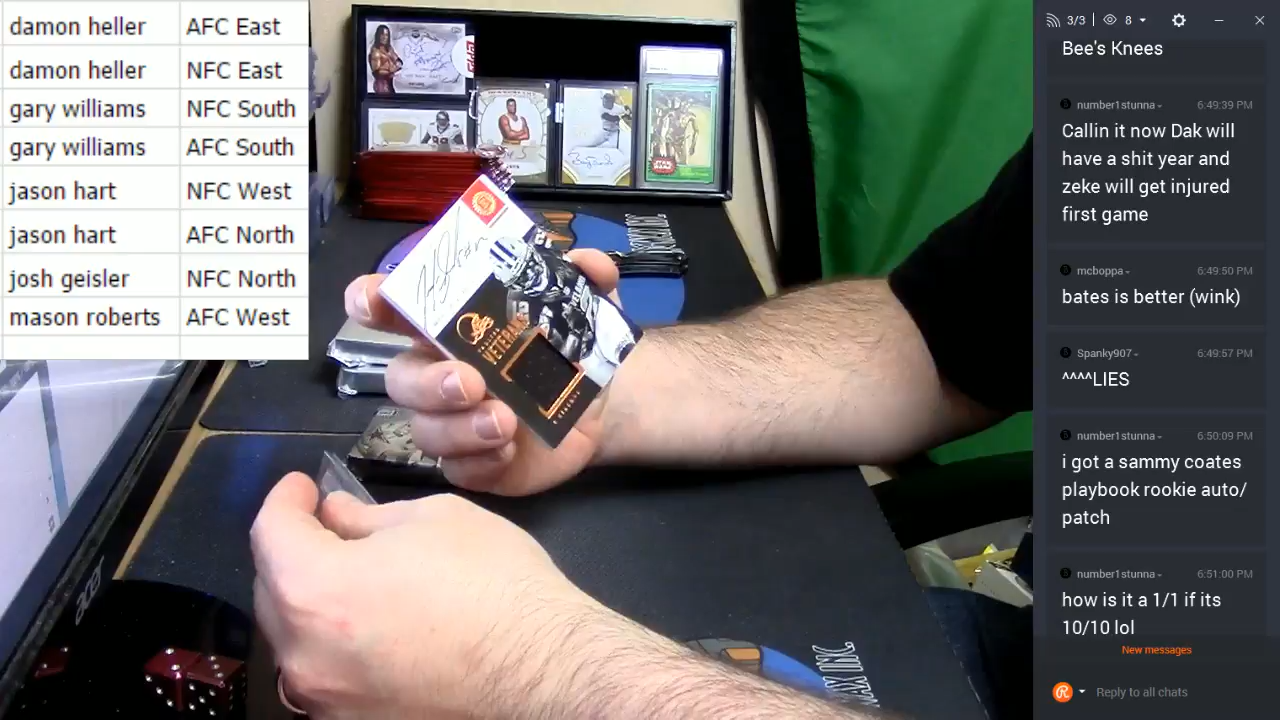 damon heller AFC East
damon heller NFC East
gary williams NFC South
gary williams AFC South
jason hart NFC West
jason hart AFC North
josh geisler NFC North
mason roberts AFC West
STAR WARS
VETERANS
acer
MAX INC
3/3 8
Bee's Knees
number1stunna 6:49:39 PM
Callin it now Dak will
have a shit year and
zeke will get injured
first game
mcboppa 6:49:50 PM
bates is better (wink)
Spanky907 6:49:57 PM
^^^^LIES
number1stunna 6:50:09 PM
i got a sammy coates
playbook rookie auto/
patch
number1stunna 6:51:00 PM
how is it a 1/1 if its
10/10 lol
New messages
Reply to all chats